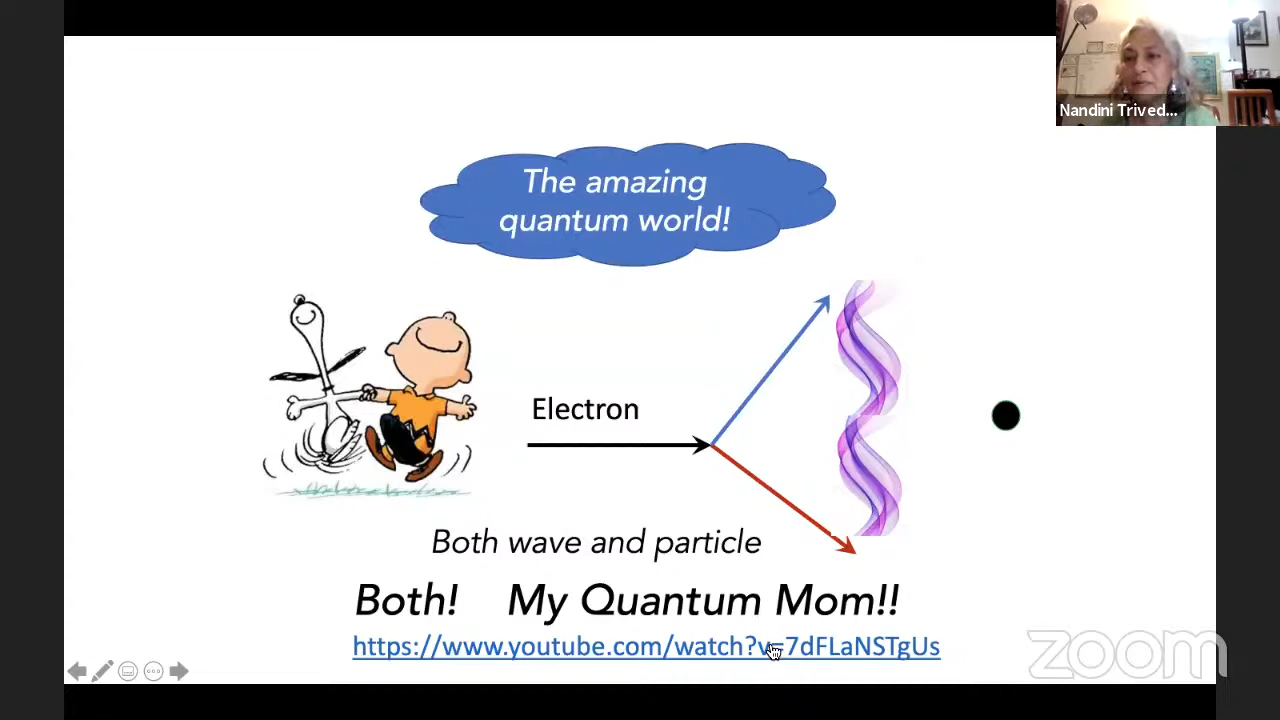 Nandini Trived...
The amazing
quantum world!
Electron
Both wave and particle
Both! My Quantum Mom!!
https://www.youtube.com/watch?v=7dFLaNSTgUs
zoom